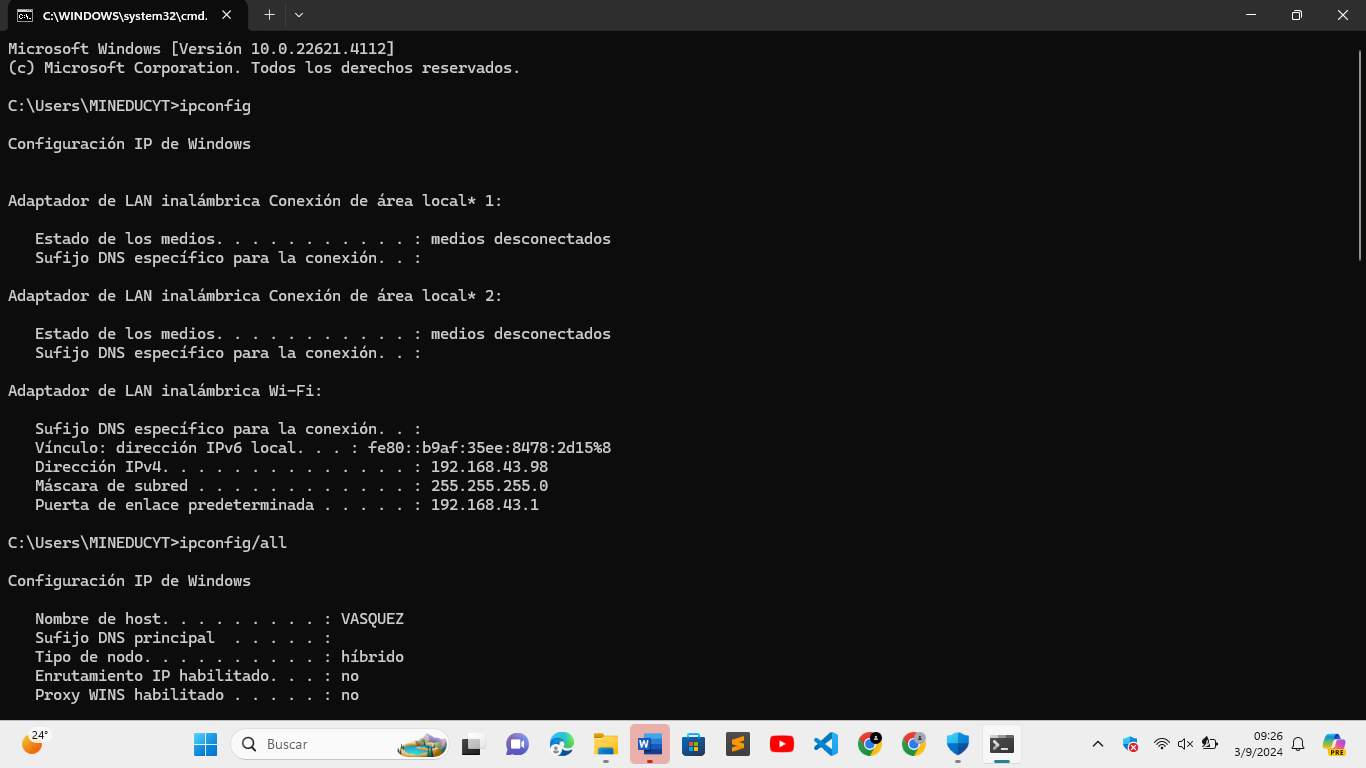 C:\WINDOWS\system32\cmd.
Microsoft Windows [Versión 10.0.22621.4112]
(c) Microsoft Corporation. Todos los derechos reservados.
C:\Users\MINEDUCYT>ipconfig
Configuración IP de Windows
Adaptador de LAN inalámbrica Conexión de área local* 1:
Estado de los medios. . . . . . . . . . . : medios desconectados
Sufijo DNS específico para la conexión. . :
Adaptador de LAN inalámbrica Conexión de área local* 2:
Estado de los medios. . . . . . . . . . . : medios desconectados
Sufijo DNS específico para la conexión. . :
Adaptador de LAN inalámbrica Wi-Fi:
Sufijo DNS específico para la conexión. . :
Vínculo: dirección IPv6 local. . . : fe80::b9af:35ee:8478:2d15%8
Dirección IPv4. . . . . . . . . . . . . . : 192.168.43.98
Máscara de subred . . . . . . . . . . . . : 255.255.255.0
Puerta de enlace predeterminada . . . . . : 192.168.43.1
C:\Users\MINEDUCYT>ipconfig/all
Configuración IP de Windows
Nombre de host. . . . . . . . . : VASQUEZ
Sufijo DNS principal  . . . . . :
Tipo de nodo. . . . . . . . . . : híbrido
Enrutamiento IP habilitado. . . : no
Proxy WINS habilitado . . . . . : no
24°
Buscar
09:26
3/9/2024
PRE